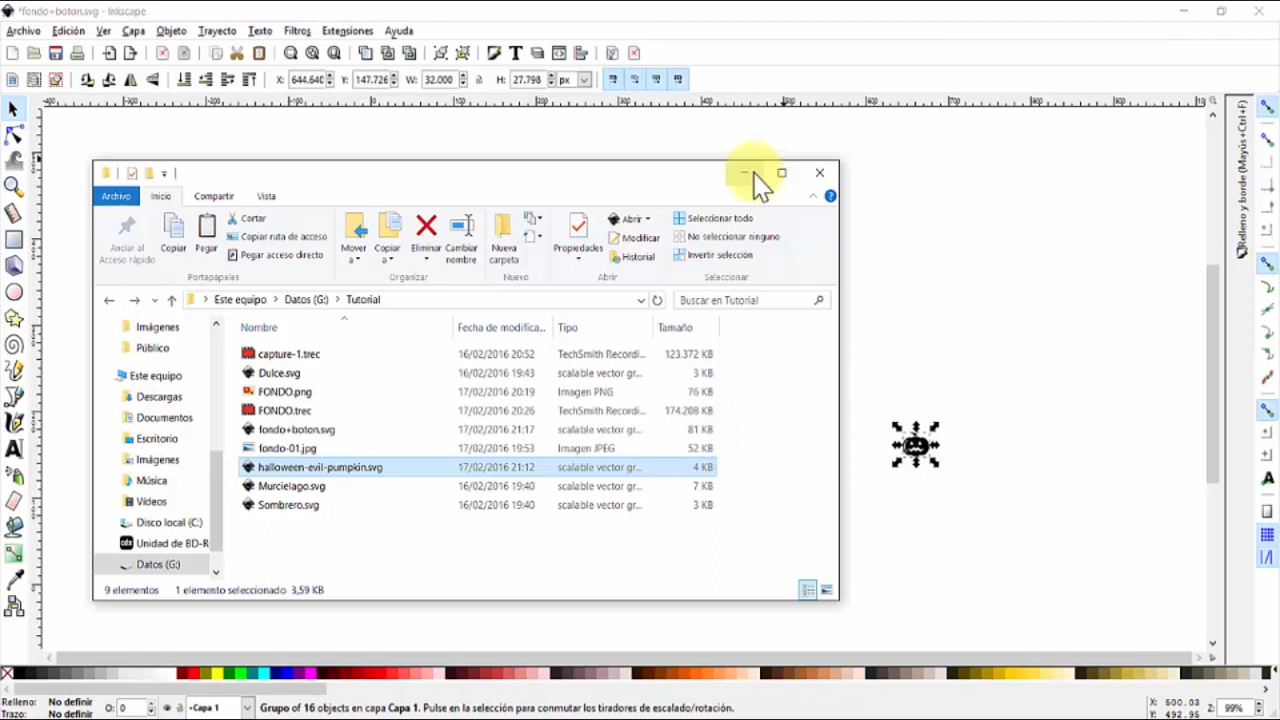 *fondo+boton.svg - Inkscape
Archivo Edición Ver Capa Objeto Trayecto Texto Filtros Extensiones Ayuda
X: 644.640 Y: 147.726 W: 32.000 H: 27.798 px
Relleno y borde (Mayús+Ctrl+F)
Archivo Inicio Compartir Vista
Anclar al Acceso rápido
Copiar
Pegar
Cortar
Copiar ruta de acceso
Pegar acceso directo
Mover a
Copiar a
Eliminar
Cambiar nombre
Nueva carpeta
Propiedades
Abrir
Modificar
Historial
Seleccionar todo
No seleccionar ninguno
Invertir selección
Portapapeles Organizar Nuevo Abrir Seleccionar
Este equipo > Datos (G:) > Tutorial
Buscar en Tutorial
Imágenes
Público
Este equipo
Descargas
Documentos
Escritorio
Imágenes
Música
Vídeos
Disco local (C:)
Unidad de BD-R
Datos (G:)
Nombre Fecha de modifica... Tipo Tamaño
capture-1.trec 16/02/2016 20:52 TechSmith Recordi... 123.372 KB
Dulce.svg 16/02/2016 19:43 scalable vector gr... 3 KB
FONDO.png 17/02/2016 20:19 Imagen PNG 76 KB
FONDO.trec 17/02/2016 20:26 TechSmith Recordi... 174.208 KB
fondo+boton.svg 17/02/2016 21:17 scalable vector gr... 81 KB
fondo-01.jpg 17/02/2016 19:53 Imagen JPEG 52 KB
halloween-evil-pumpkin.svg 17/02/2016 21:12 scalable vector gr... 4 KB
Murcielago.svg 16/02/2016 19:40 scalable vector gr... 7 KB
Sombrero.svg 16/02/2016 19:40 scalable vector gr... 3 KB
9 elementos 1 elemento seleccionado 3,59 KB
Relleno: No definir
Trazo: No definir
O: 0
•Capa 1
Grupo of 16 objects en capa Capa 1. Pulse en la selección para conmutar los tiradores de escalado/rotación.
X: 500.03
Y: 492.95
Z: 99%